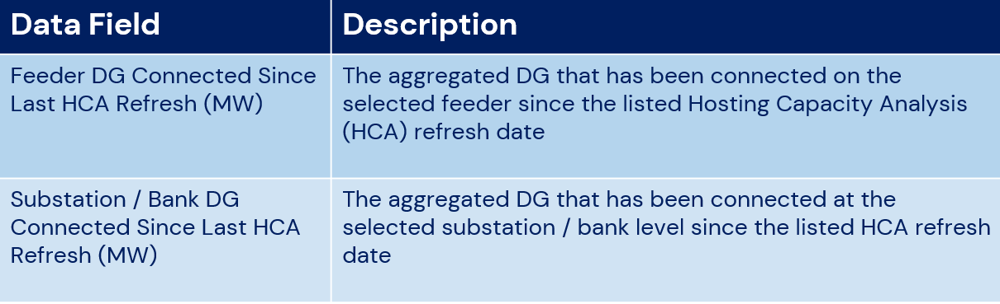 Data Field
Description
Feeder DG Connected Since
Last HCA Refresh (MW)
The aggregated DG that has been connected on the
selected feeder since the listed Hosting Capacity Analysis
(HCA) refresh date
Substation / Bank DG
Connected Since Last HCA
Refresh (MW)
The aggregated DG that has been connected at the
selected substation / bank level since the listed HCA refresh
date